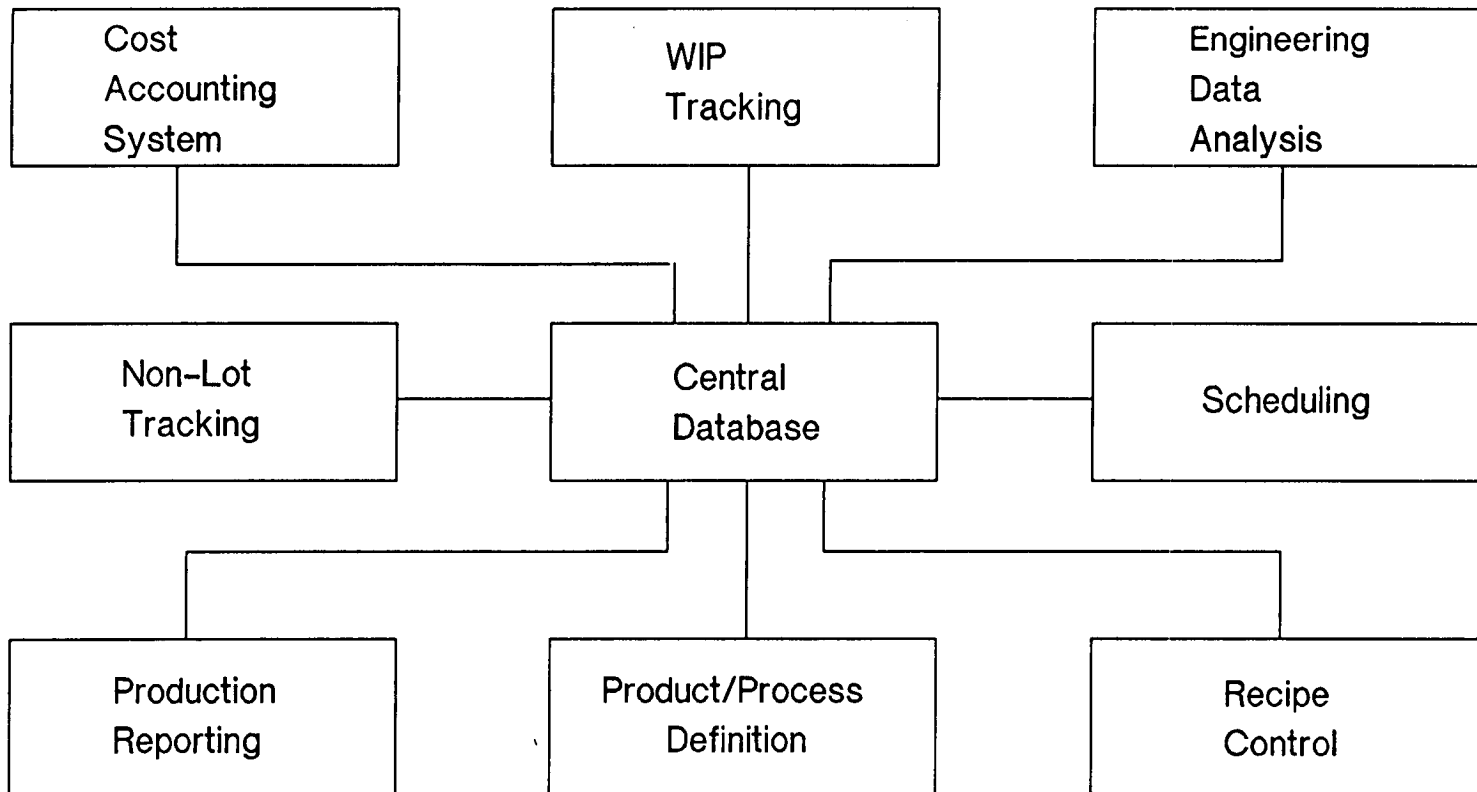 Cost
Accounting
System
WIP
Tracking
Engineering
Data
Analysis
Non-Lot
Tracking
Central
Database
Scheduling
Production
Reporting
Product/Process
Definition
Recipe
Control